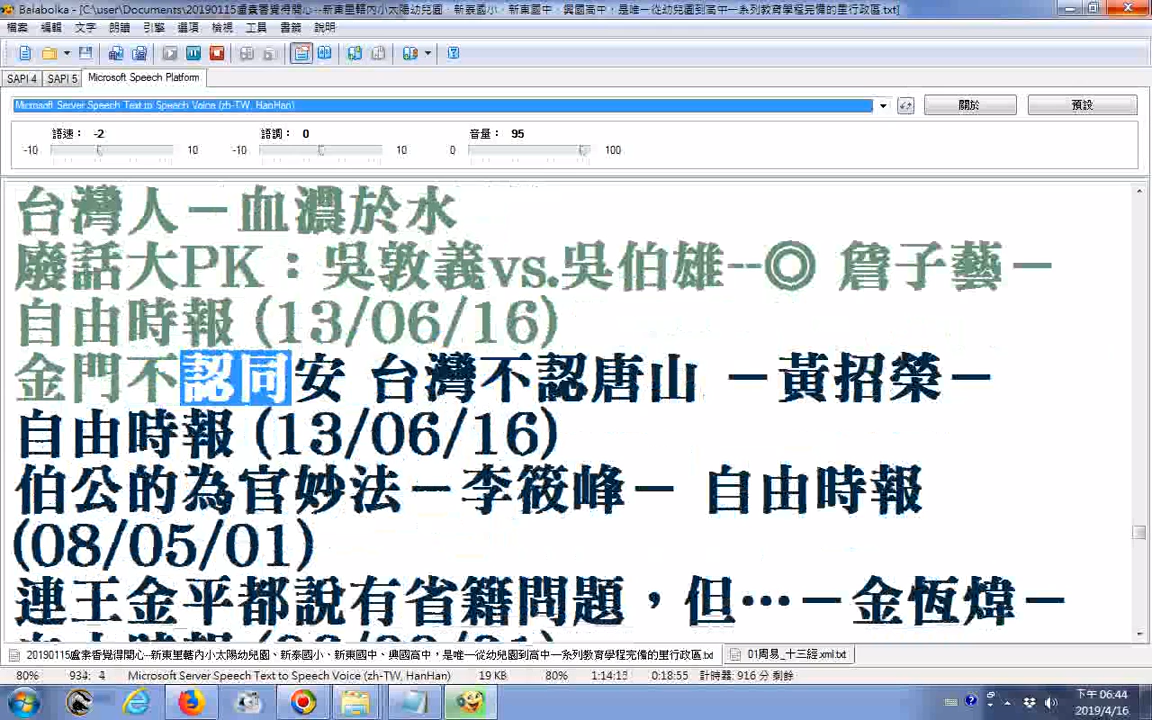 Balabolka - [C:\user\Documents\20190115盧素香覺得開心--新東里轄內小太陽幼兒園、新泰國小、新東國中、興國高中，是唯一從幼兒園到高中一系列教育學程完備的里行政區.txt]
檔案 編輯 文字 朗讀 引擎 選項 檢視 工具 書籤 說明
SAPI 4 SAPI 5 Microsoft Speech Platform
Microsoft Server Speech Text to Speech Voice (zh-TW, HanHan)
關於 預設
語速： -2 語調： 0 音量： 95
-10 10 -10 10 0 100
台灣人－血濃於水
廢話大PK：吳敦義vs.吳伯雄--◎ 詹子藝－
自由時報 (13/06/16)
金門不認同安 台灣不認唐山 －黃招榮－
自由時報 (13/06/16)
伯公的為官妙法－李筱峰－ 自由時報
(08/05/01)
連王金平都說有省籍問題，但…－金恆煒－
20190115盧素香覺得開心--新東里轄內小太陽幼兒園、新泰國小、新東國中、興國高中，是唯一從幼兒園到高中一系列教育學程完備的里行政區.txt 01周易_十三經.xml.txt
80% 934: 4 Microsoft Server Speech Text to Speech Voice (zh-TW, HanHan) 19 KB 80% 1:14:15 0:18:55 計時器: 916 分 剩餘
下午 06:44
2019/4/16